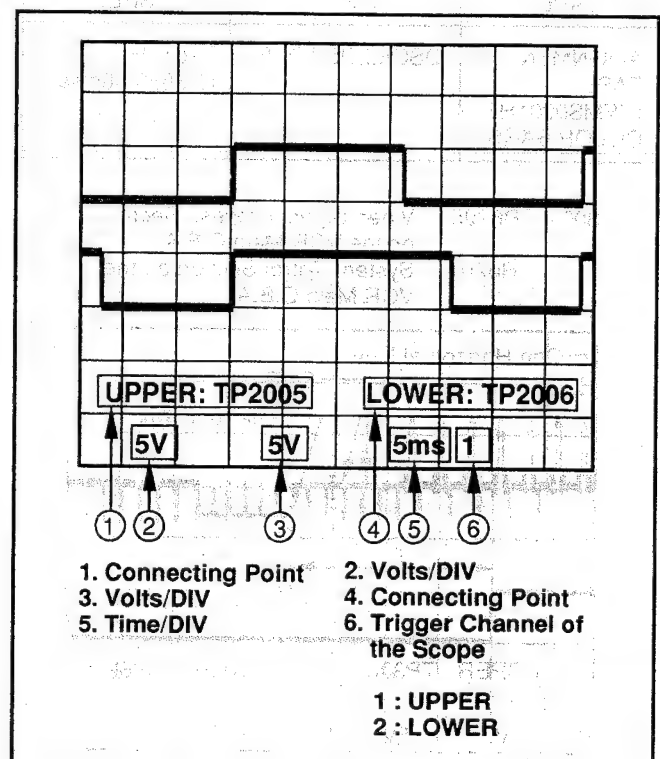 UPPER: TP2005 LOWER: TP2006
5V 5V 5ms 1
1 2 3 4 5 6
1. Connecting Point 2. Volts/DIV
3. Volts/DIV 4. Connecting Point
5. Time/DIV 6. Trigger Channel of
the Scope
1 : UPPER
2 : LOWER